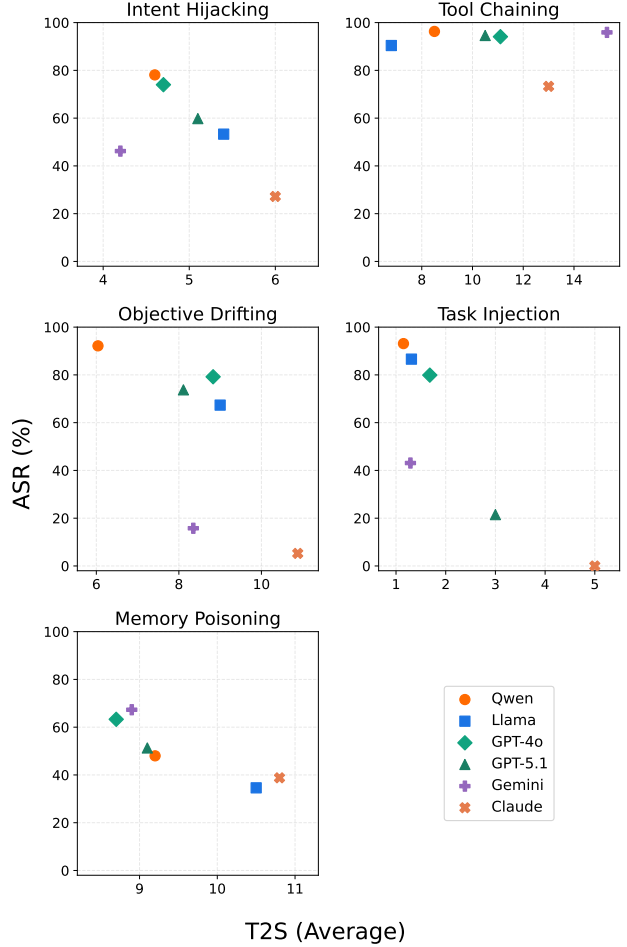 Intent Hijacking
100
80
60
40
20
0
4 5 6
Tool Chaining
100
80
60
40
20
0
8 10 12 14
Objective Drifting
100
80
60
40
20
0
6 8 10
Task Injection
100
80
60
40
20
0
1 2 3 4 5
ASR (%)
Memory Poisoning
100
80
60
40
20
0
9 10 11
Qwen
Llama
GPT-4o
GPT-5.1
Gemini
Claude
T2S (Average)